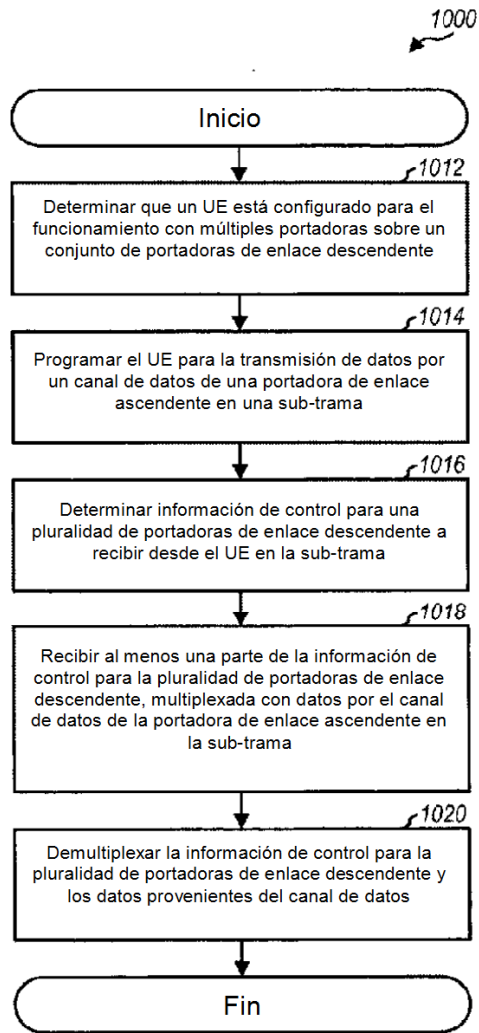 1000
Inicio
1012
Determinar que un UE está configurado para el
funcionamiento con múltiples portadoras sobre un
conjunto de portadoras de enlace descendente
1014
Programar el UE para la transmisión de datos por
un canal de datos de una portadora de enlace
ascendente en una sub-trama
1016
Determinar información de control para una
pluralidad de portadoras de enlace descendente a
recibir desde el UE en la sub-trama
1018
Recibir al menos una parte de la información de
control para la pluralidad de portadoras de enlace
descendente, multiplexada con datos por el canal
de datos de la portadora de enlace ascendente en
la sub-trama
1020
Demultiplexar la información de control para la
pluralidad de portadoras de enlace descendente y
los datos provenientes del canal de datos
Fin